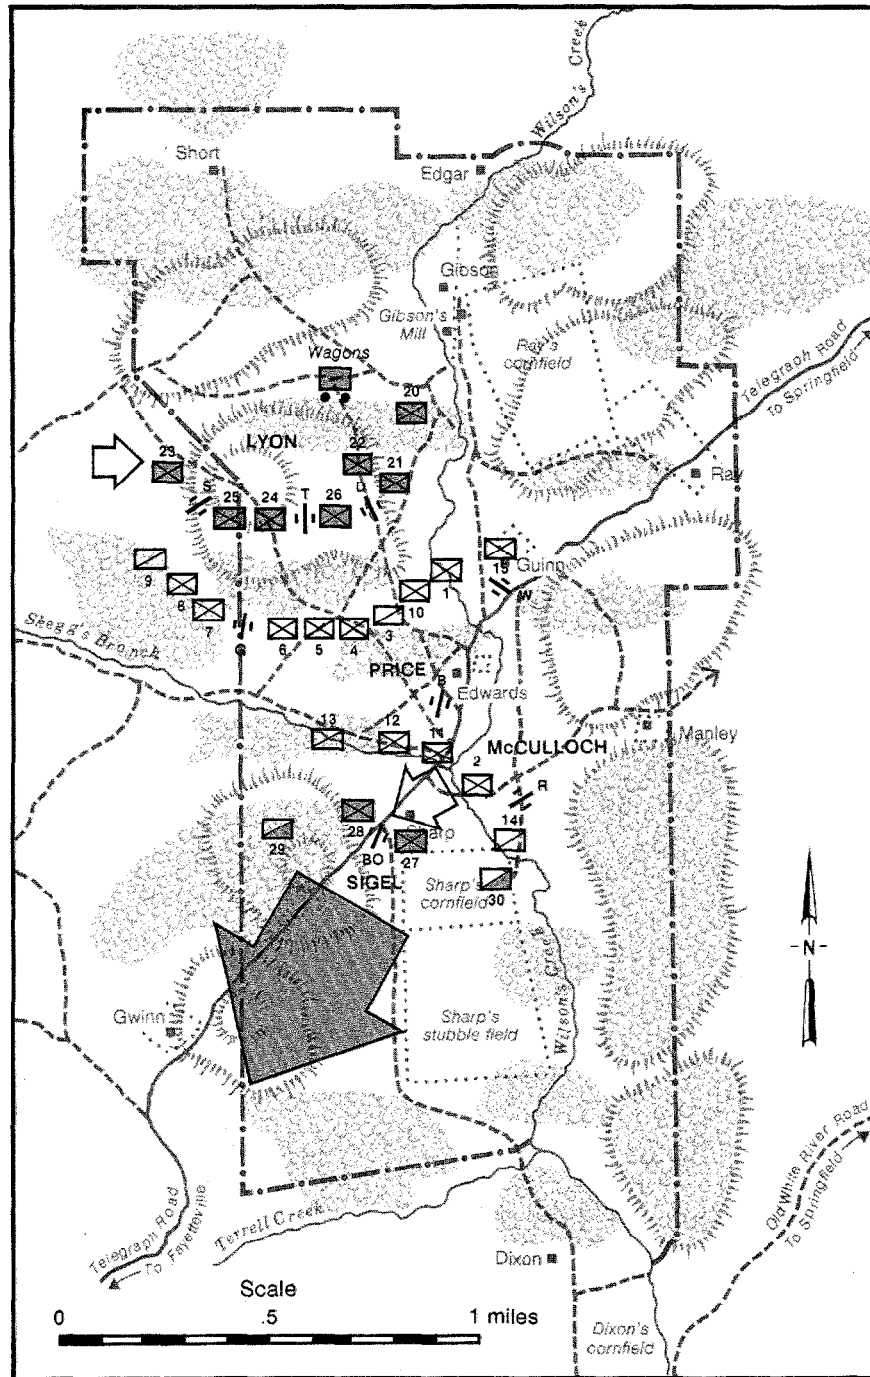 Wilson's Creek
Short
Edgar
Gibson
Gibson's
Mill
Ray's
cornfield
Telegraph Road
To Springfield
Wagons
20
LYON
22
23
21
Ray
S
D
25
24
T
26
15
Guinn
9
1
W
8
10
7
3
6
5
4
Skegg's Branch
PRICE
B
Edwards
13
12
11
McCULLOCH
Manley
2
R
28
Sharp
14
29
BO
27
SIGEL
Sharp's
cornfield
30
N
Gwinn
Sharp's
stubble field
Wilson's Creek
Old White River Road
To Springfield
Terrell Creek
Telegraph Road
To Fayetteville
Dixon
Scale
0 .5 1 miles
Dixon's
cornfield